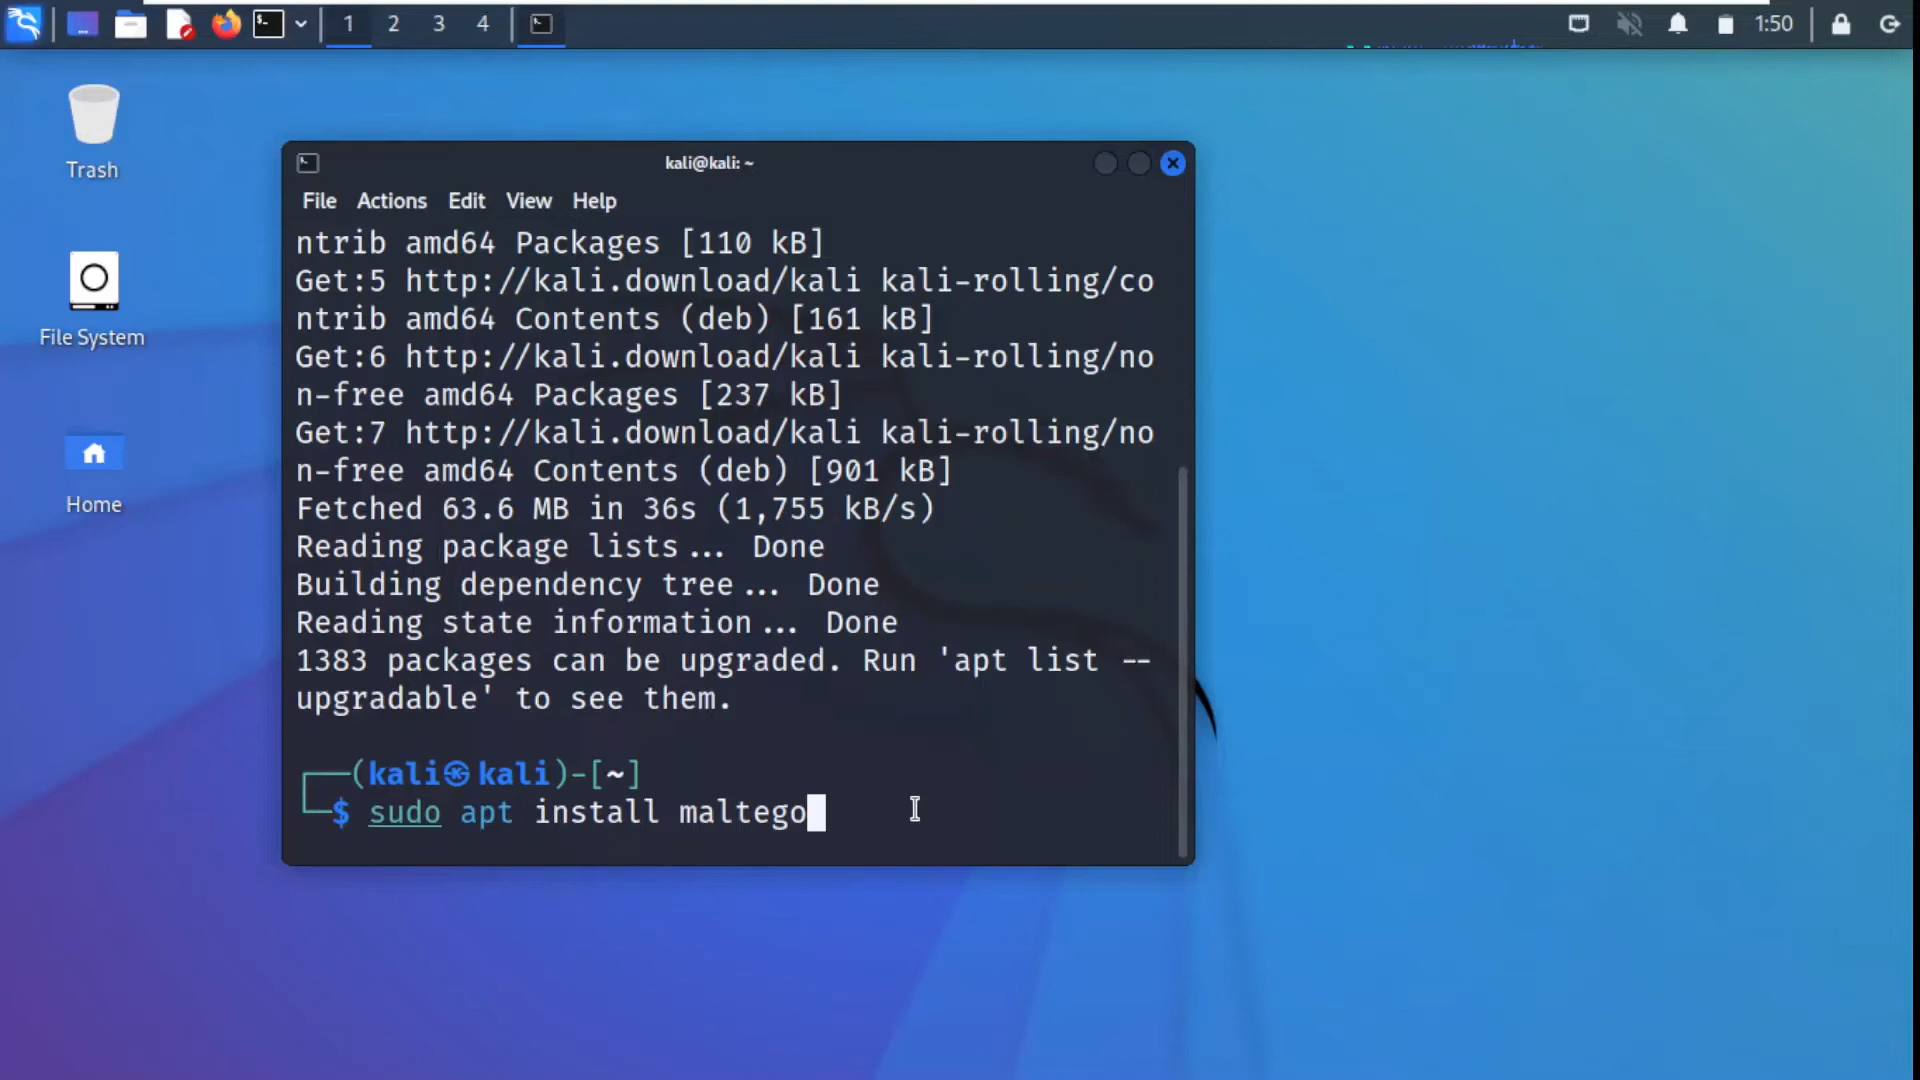 1 2 3 4
1:50
Trash
File System
Home
kali@kali: ~
File Actions Edit View Help
ntrib amd64 Packages [110 kB]
Get:5 http://kali.download/kali kali-rolling/co
ntrib amd64 Contents (deb) [161 kB]
Get:6 http://kali.download/kali kali-rolling/no
n-free amd64 Packages [237 kB]
Get:7 http://kali.download/kali kali-rolling/no
n-free amd64 Contents (deb) [901 kB]
Fetched 63.6 MB in 36s (1,755 kB/s)
Reading package lists... Done
Building dependency tree... Done
Reading state information... Done
1383 packages can be upgraded. Run 'apt list --
upgradable' to see them.
┌──(kali㉿kali)-[~]
└─$ sudo apt install maltego